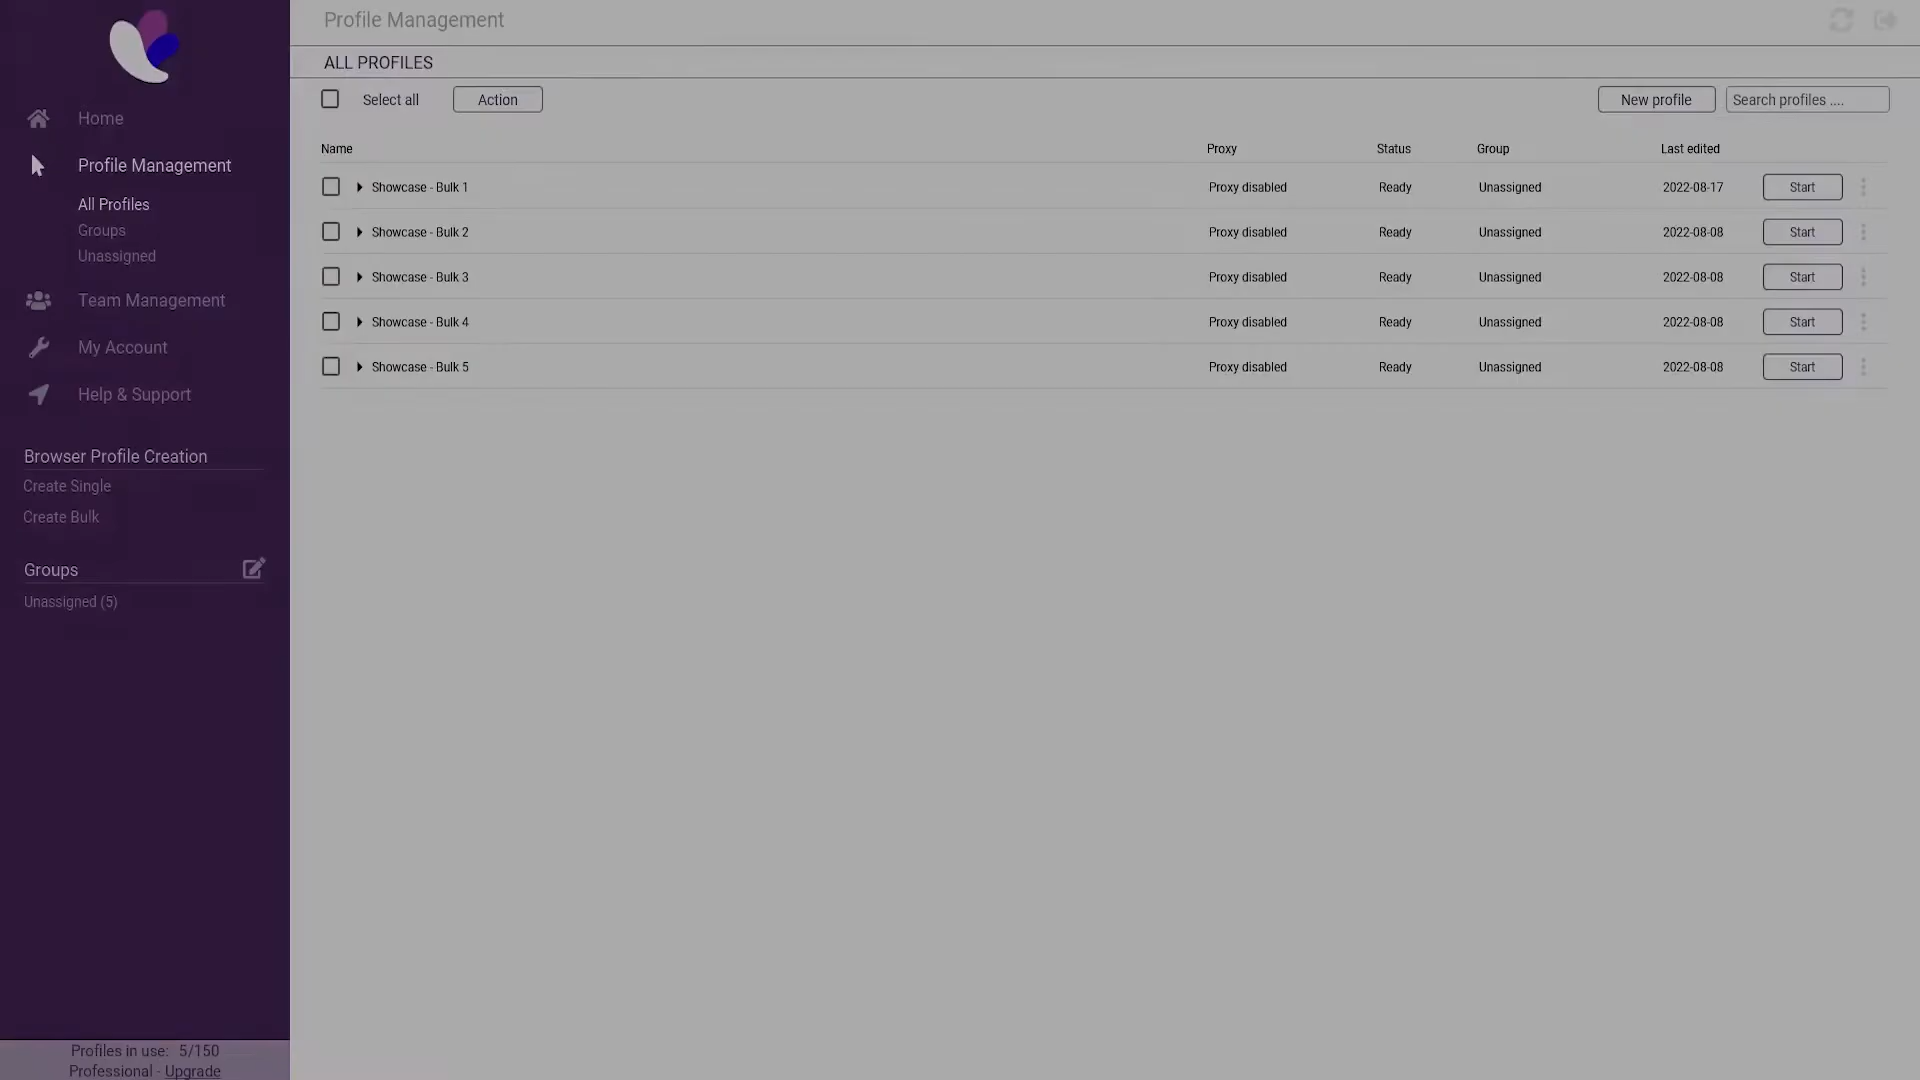 Profile Management
ALL PROFILES
Select all
Action
New profile
Search profiles ....
Home
Profile Management
All Profiles
Groups
Unassigned
Team Management
My Account
Help & Support
Browser Profile Creation
Create Single
Create Bulk
Groups
Unassigned (5)
Profiles in use: 5/150
Professional - Upgrade
Name Proxy Status Group Last edited
Showcase - Bulk 1 Proxy disabled Ready Unassigned 2022-08-17 Start
Showcase - Bulk 2 Proxy disabled Ready Unassigned 2022-08-08 Start
Showcase - Bulk 3 Proxy disabled Ready Unassigned 2022-08-08 Start
Showcase - Bulk 4 Proxy disabled Ready Unassigned 2022-08-08 Start
Showcase - Bulk 5 Proxy disabled Ready Unassigned 2022-08-08 Start